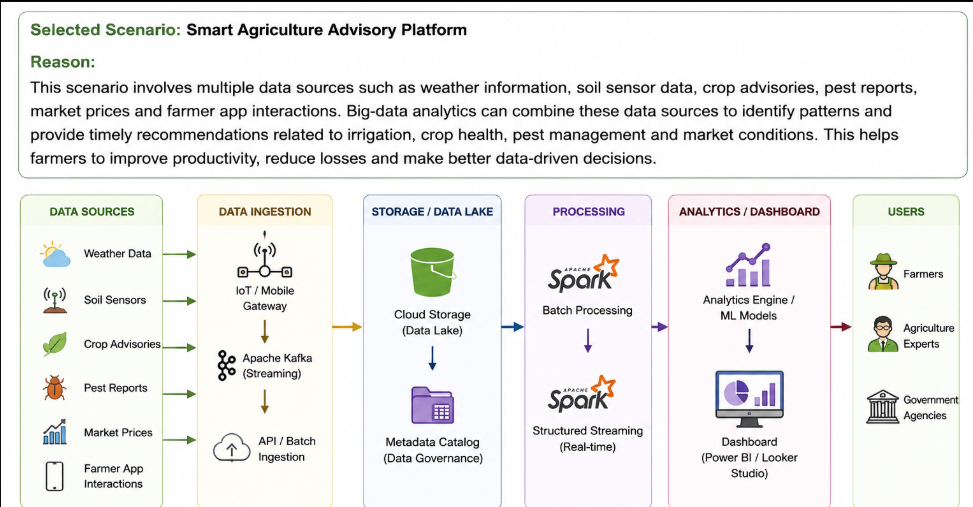 Selected Scenario: Smart Agriculture Advisory Platform
Reason:
This scenario involves multiple data sources such as weather information, soil sensor data, crop advisories, pest reports,
market prices and farmer app interactions. Big-data analytics can combine these data sources to identify patterns and
provide timely recommendations related to irrigation, crop health, pest management and market conditions. This helps
farmers to improve productivity, reduce losses and make better data-driven decisions.
DATA SOURCES
Weather Data
Soil Sensors
Crop Advisories
Pest Reports
Market Prices
Farmer App
Interactions
DATA INGESTION
IoT / Mobile
Gateway
Apache Kafka
(Streaming)
API / Batch
Ingestion
STORAGE / DATA LAKE
Cloud Storage
(Data Lake)
Metadata Catalog
(Data Governance)
PROCESSING
APACHE
Spark
Batch Processing
APACHE
Spark
Structured Streaming
(Real-time)
ANALYTICS / DASHBOARD
Analytics Engine /
ML Models
Dashboard
(Power BI / Looker
Studio)
USERS
Farmers
Agriculture
Experts
Government
Agencies